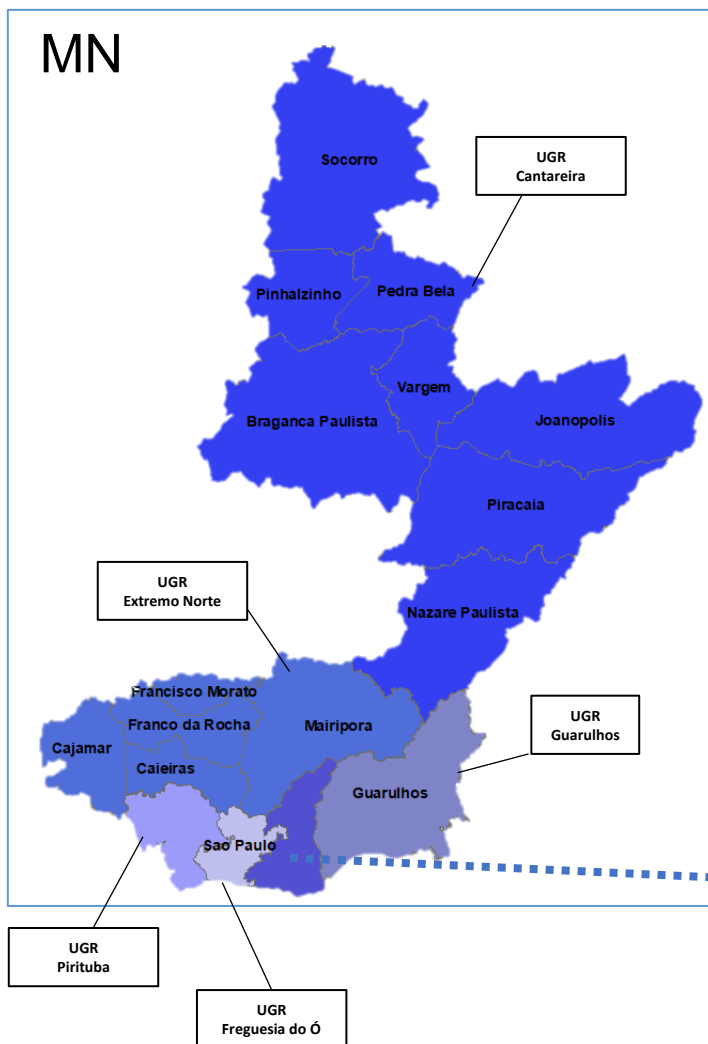 MN
Socorro
UGR
Cantareira
Pinhalzinho
Pedra Bela
Vargem
Braganca Paulista
Joanopolis
Piracaia
UGR
Extremo Norte
Nazare Paulista
Francisco Morato
Franco da Rocha
Mairipora
UGR
Guarulhos
Cajamar
Caieiras
Guarulhos
Sao Paulo
UGR
Pirituba
UGR
Freguesia do Ó